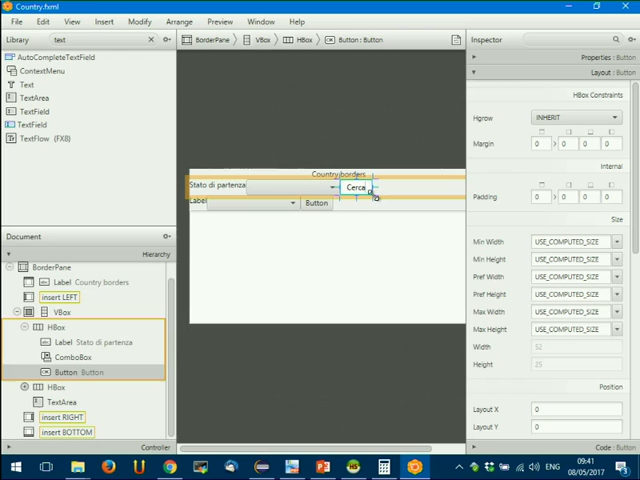 Country.fxml
File Edit View Insert Modify Arrange Preview Window Help
Library text
BorderPane VBox HBox Button : Button
Inspector
AutoCompleteTextField
ContextMenu
Text
TextArea
TextField
TextField
TextFlow (FX8)
Properties : Button
Layout : Button
HBox Constraints
Hgrow INHERIT
Margin 0 0 0 0
Internal
Padding 0 0 0 0
Size
Min Width USE_COMPUTED_SIZE
Min Height USE_COMPUTED_SIZE
Pref Width USE_COMPUTED_SIZE
Pref Height USE_COMPUTED_SIZE
Max Width USE_COMPUTED_SIZE
Max Height USE_COMPUTED_SIZE
Width 52
Height 25
Position
Layout X 0
Layout Y 0
Code : Button
Country borders
Stato di partenza Cerca
Label Button
Document
Hierarchy
BorderPane
Label Country borders
insert LEFT
VBox
HBox
Label Stato di partenza
ComboBox
Button Button
HBox
TextArea
insert RIGHT
insert BOTTOM
Controller
09:41
08/05/2017